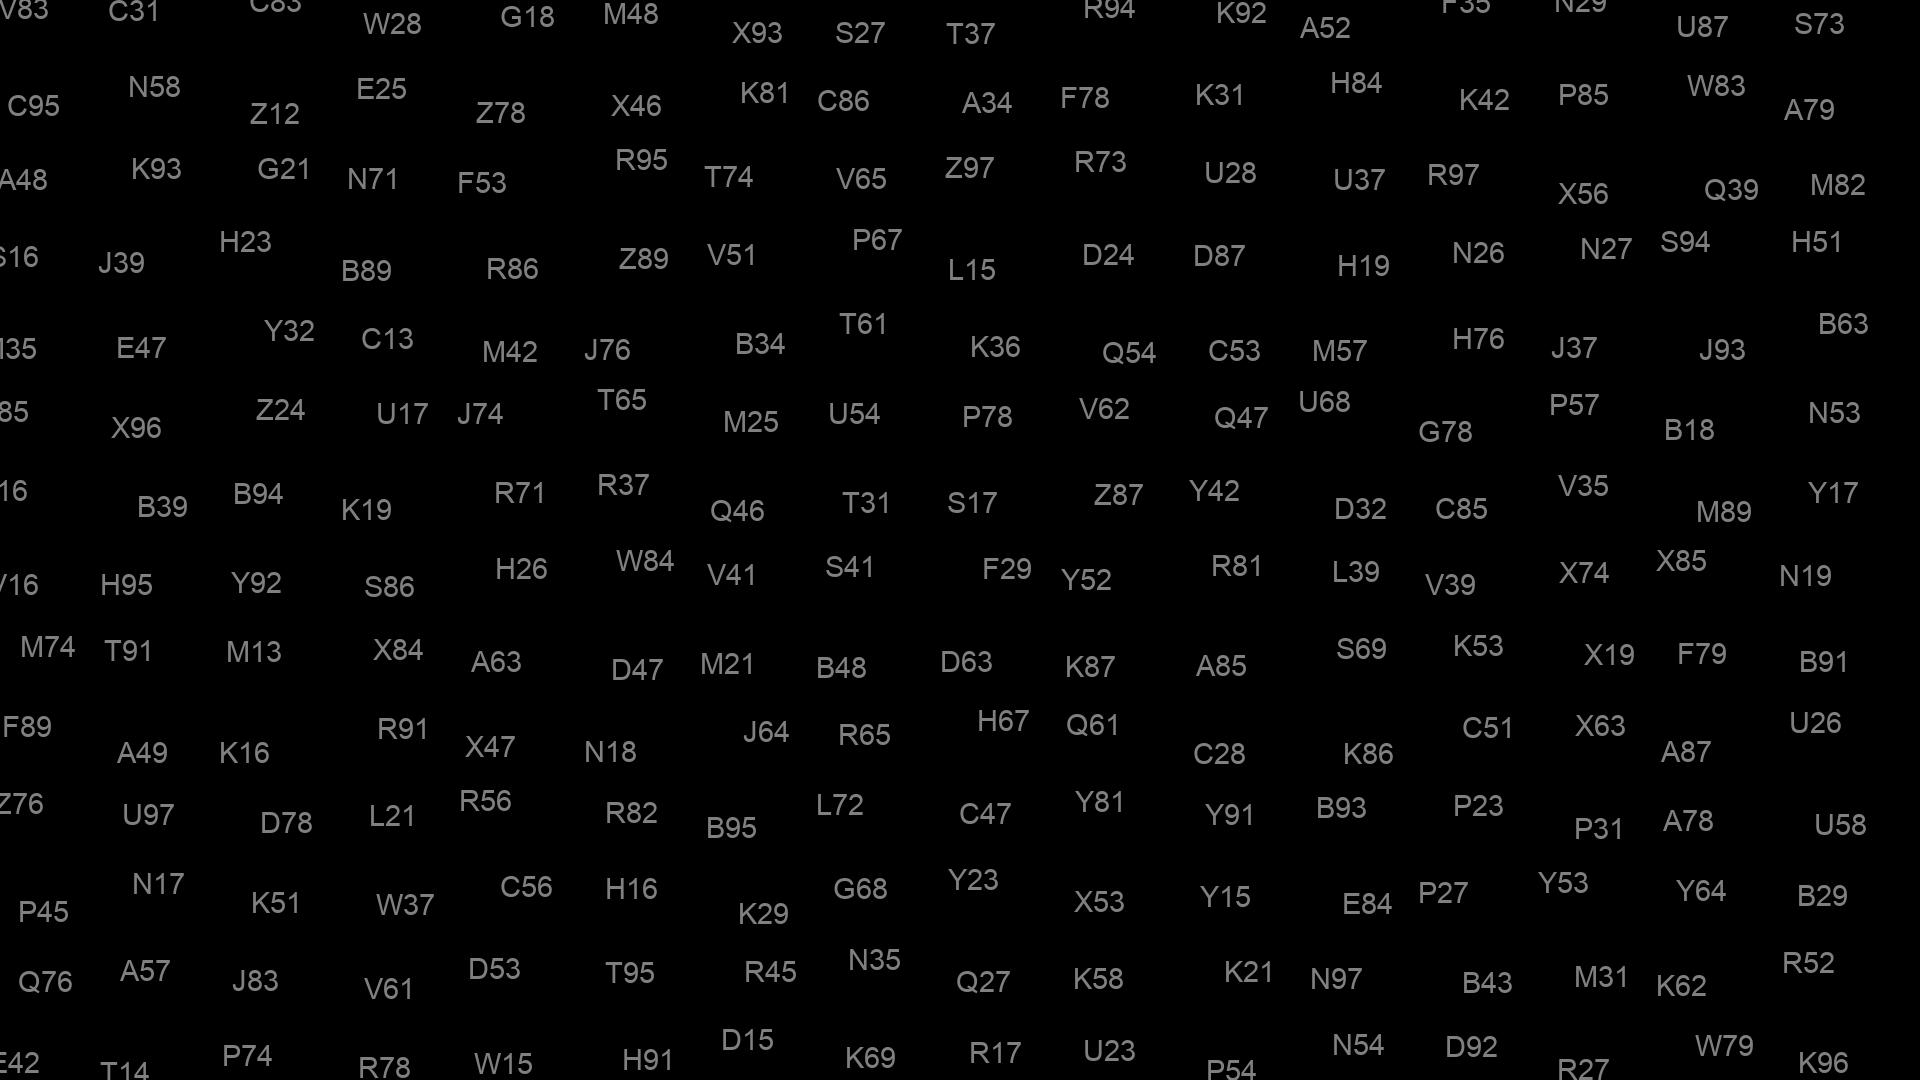 V83 C31 C83 W28 G18 M48 X93 S27 T37 R94 K92 A52 F35 N29 U87 S73
C95 N58 Z12 E25 Z78 X46 K81 C86 A34 F78 K31 H84 K42 P85 W83 A79
A48 K93 G21 N71 F53 R95 T74 V65 Z97 R73 U28 U37 R97 X56 Q39 M82
S16 J39 H23 B89 R86 Z89 V51 P67 L15 D24 D87 H19 N26 N27 S94 H51
35 E47 Y32 C13 M42 J76 B34 T61 K36 Q54 C53 M57 H76 J37 J93 B63
85 X96 Z24 U17 J74 T65 M25 U54 P78 V62 Q47 U68 G78 P57 B18 N53
16 B39 B94 K19 R71 R37 Q46 T31 S17 Z87 Y42 D32 C85 V35 M89 Y17
16 H95 Y92 S86 H26 W84 V41 S41 F29 Y52 R81 L39 V39 X74 X85 N19
M74 T91 M13 X84 A63 D47 M21 B48 D63 K87 A85 S69 K53 X19 F79 B91
F89 A49 K16 R91 X47 N18 J64 R65 H67 Q61 C28 K86 C51 X63 A87 U26
Z76 U97 D78 L21 R56 R82 B95 L72 C47 Y81 Y91 B93 P23 P31 A78 U58
P45 N17 K51 W37 C56 H16 K29 G68 Y23 X53 Y15 E84 P27 Y53 Y64 B29
Q76 A57 J83 V61 D53 T95 R45 N35 Q27 K58 K21 N97 B43 M31 K62 R52
E42 T14 P74 R78 W15 H91 D15 K69 R17 U23 P54 N54 D92 R27 W79 K96